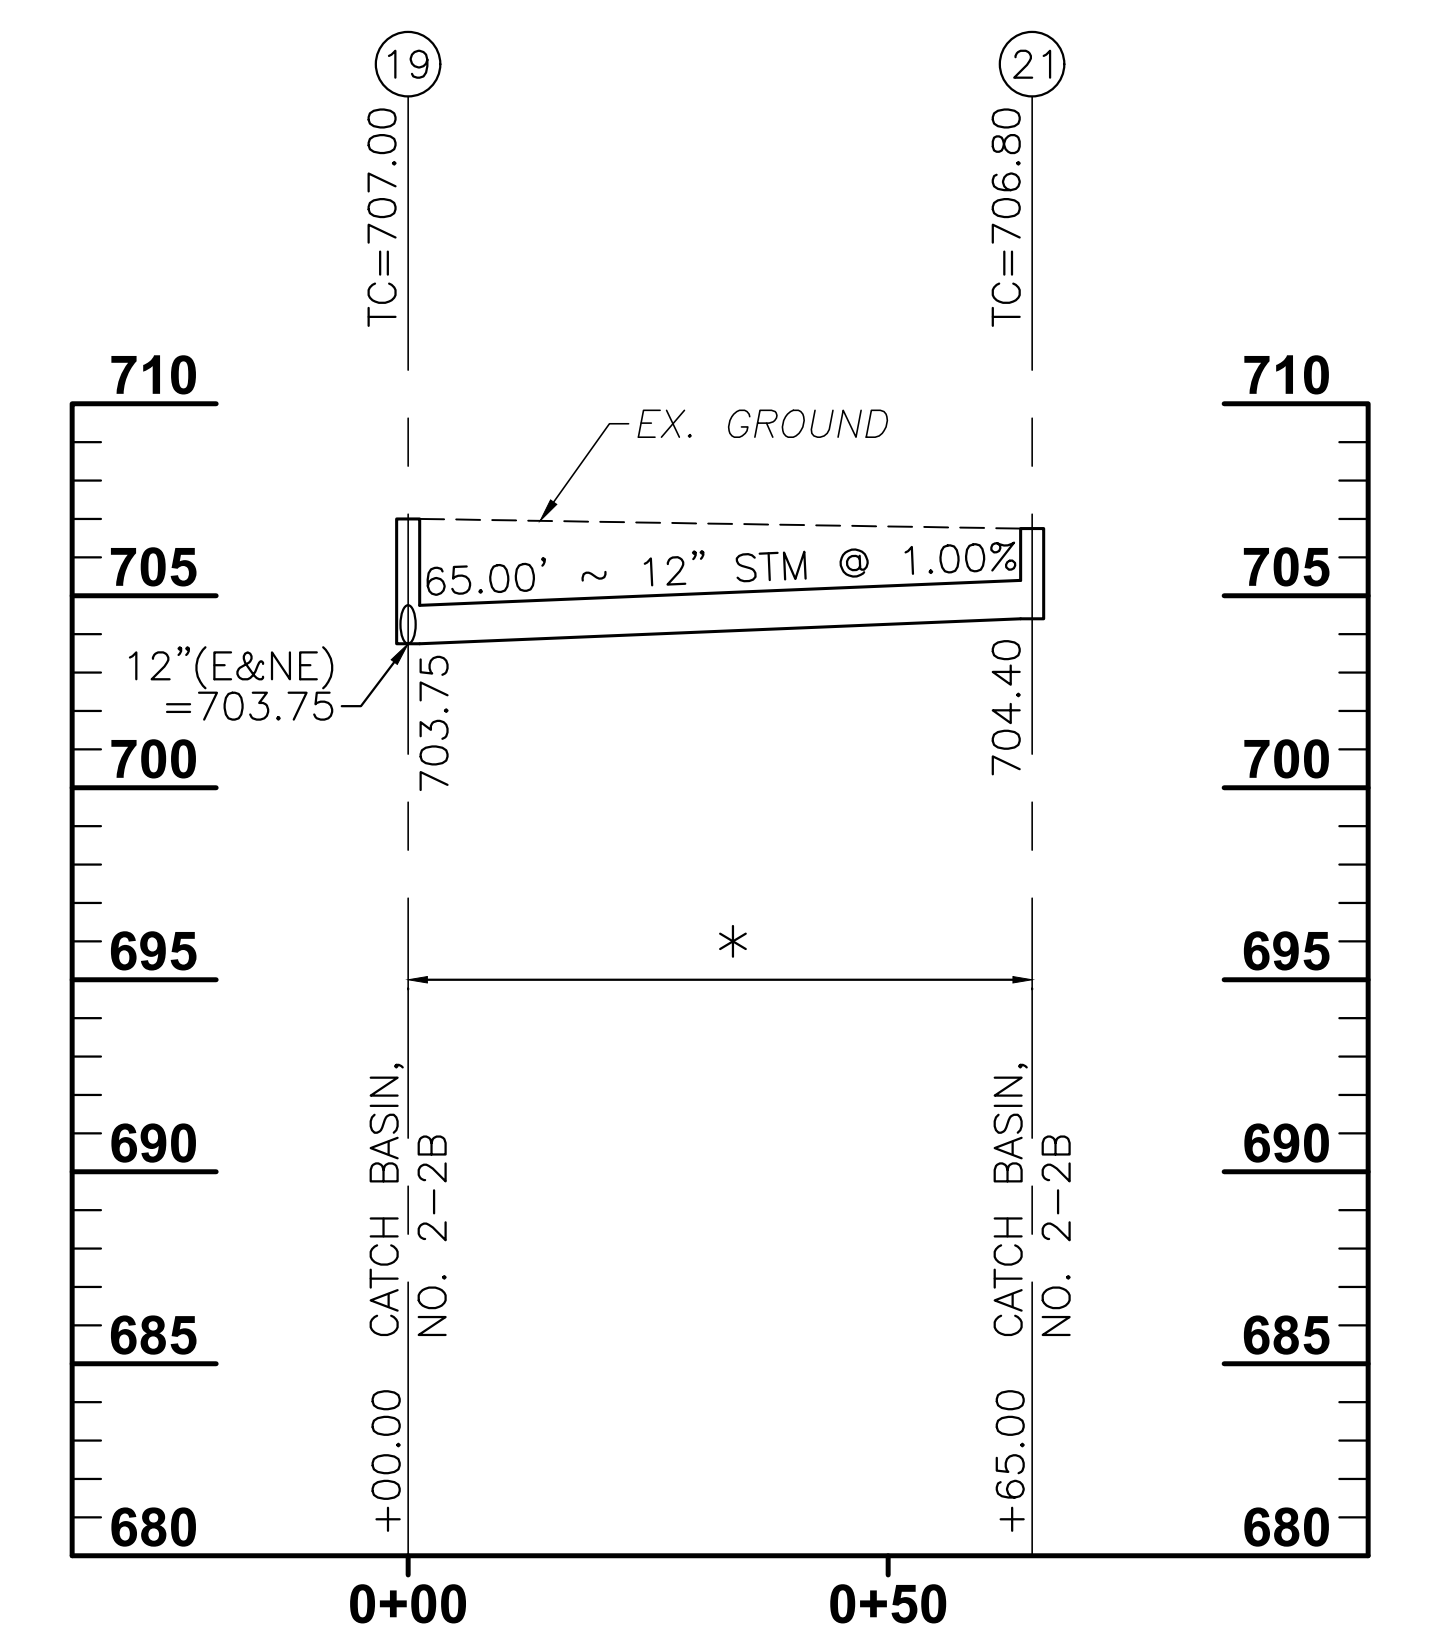 19
21
TC=707.00
TC=706.80
710
710
EX. GROUND
705
65.00' ~ 12" STM @ 1.00%
705
12"(E&NE)
=703.75
703.75
704.40
700
700
695
*
695
CATCH BASIN,
NO. 2-2B
CATCH BASIN,
NO. 2-2B
690
690
685
685
+00.00
+65.00
680
680
0+00
0+50